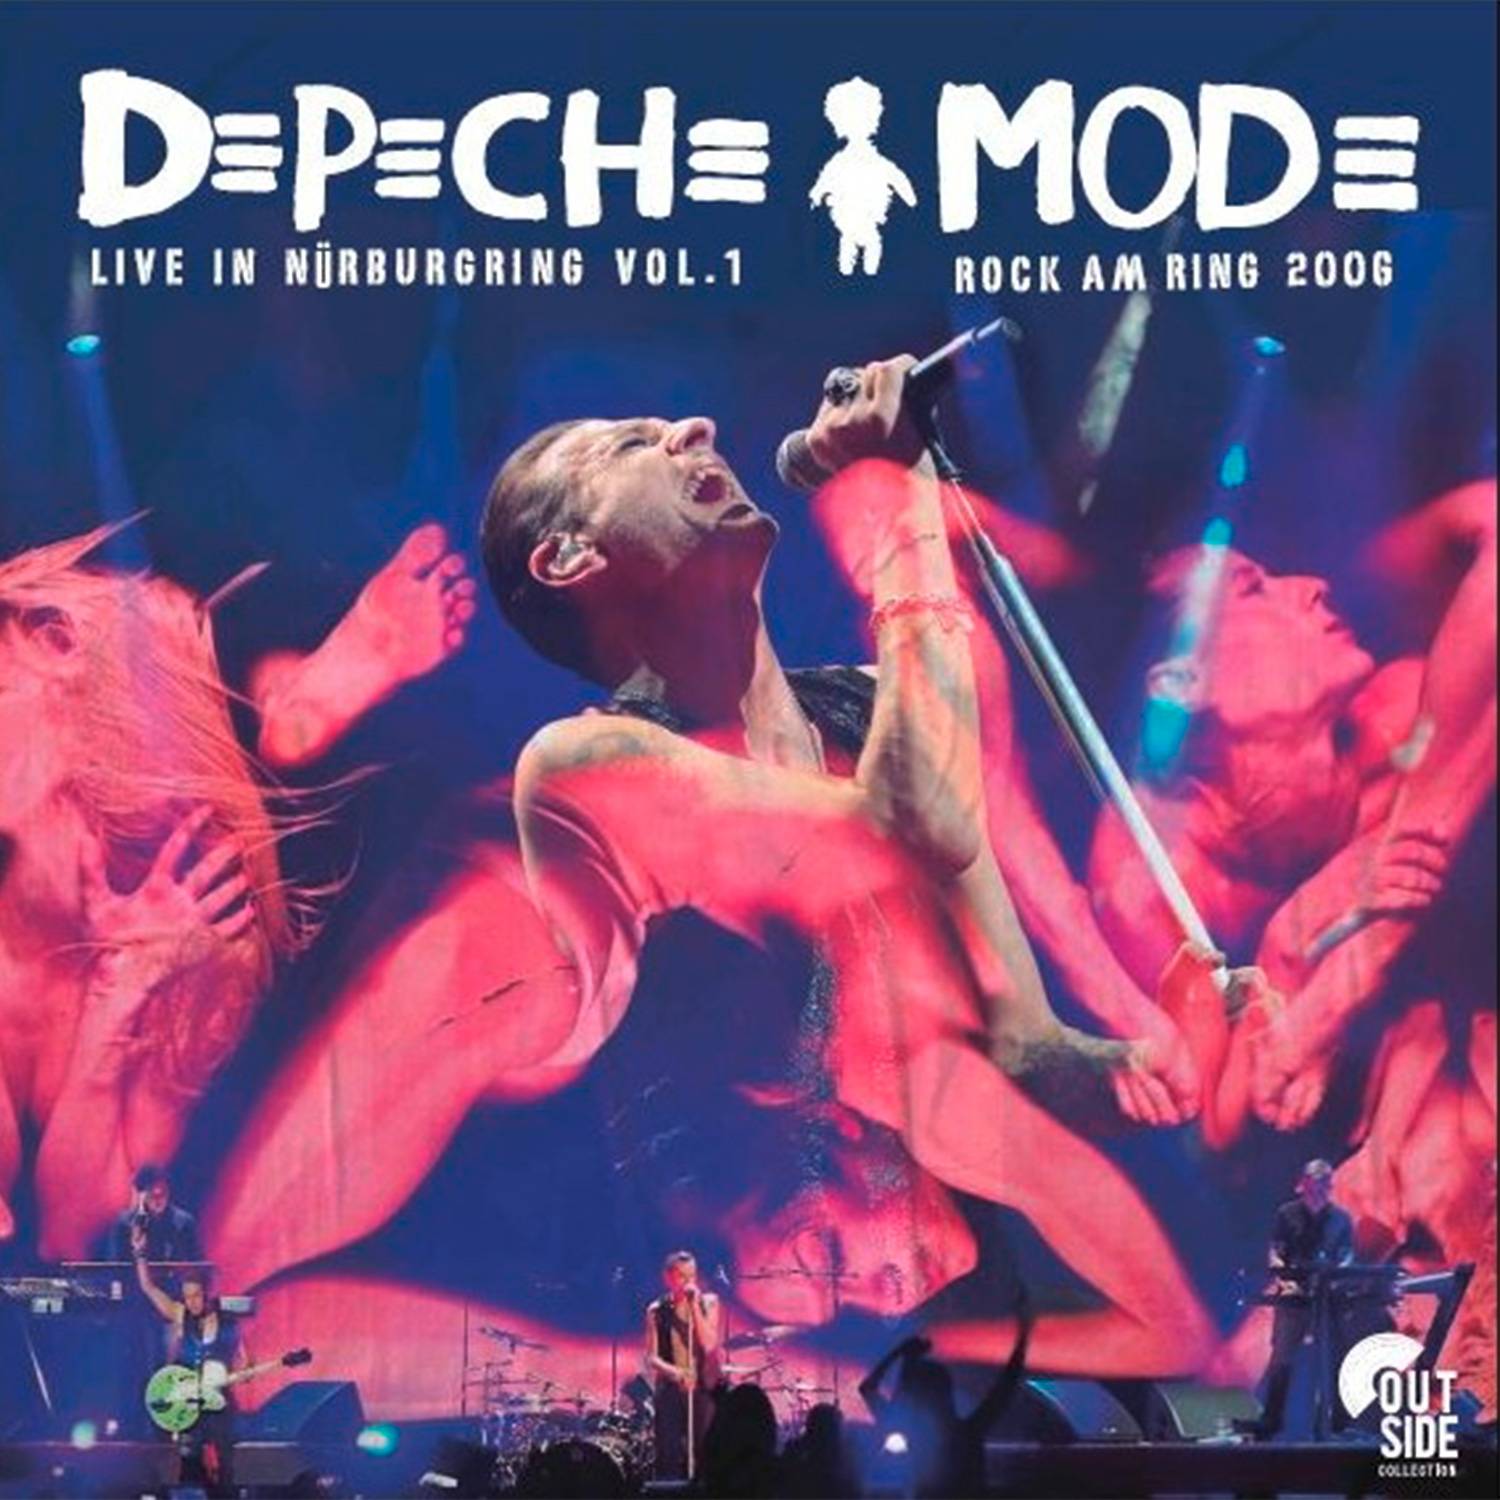 DEPECHE MODE
LIVE IN NÜRBURGRING VOL.1
ROCK AM RING 2006
OUT
SIDE
COLLECTION